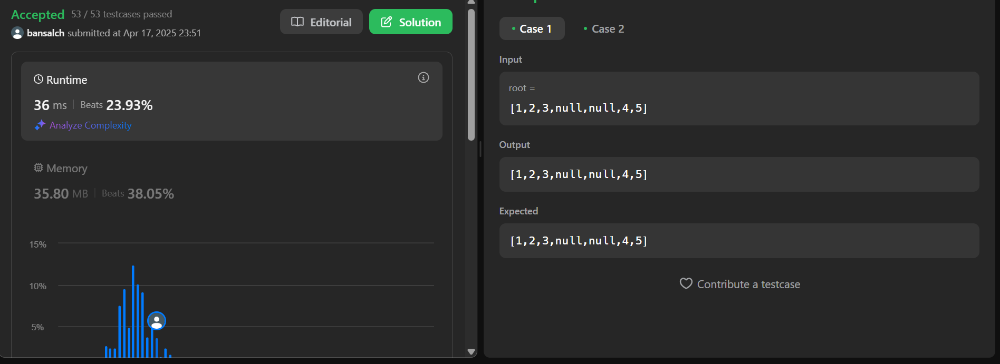 Accepted 53 / 53 testcases passed
bansalch submitted at Apr 17, 2025 23:51
Editorial
Solution
Runtime
36 ms Beats 23.93%
Analyze Complexity
Memory
35.80 MB Beats 38.05%
15%
10%
5%
Case 1
Case 2
Input
root =
[1,2,3,null,null,4,5]
Output
[1,2,3,null,null,4,5]
Expected
[1,2,3,null,null,4,5]
Contribute a testcase